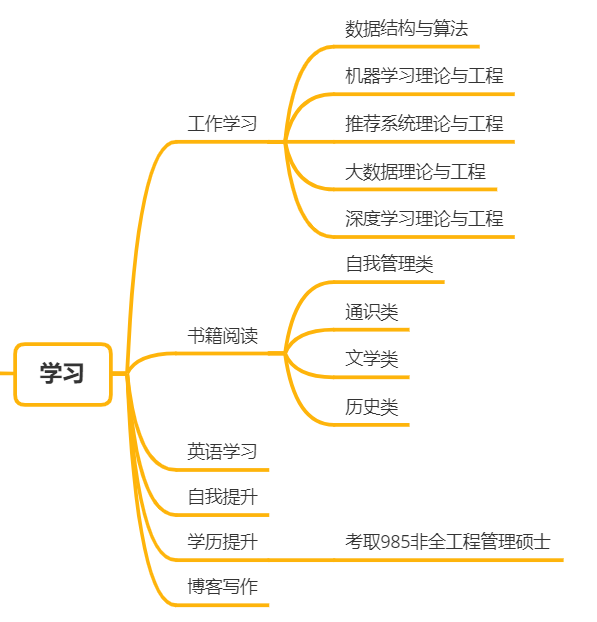 学习
工作学习
数据结构与算法
机器学习理论与工程
推荐系统理论与工程
大数据理论与工程
深度学习理论与工程
书籍阅读
自我管理类
通识类
文学类
历史类
英语学习
自我提升
学历提升
考取985非全工程管理硕士
博客写作